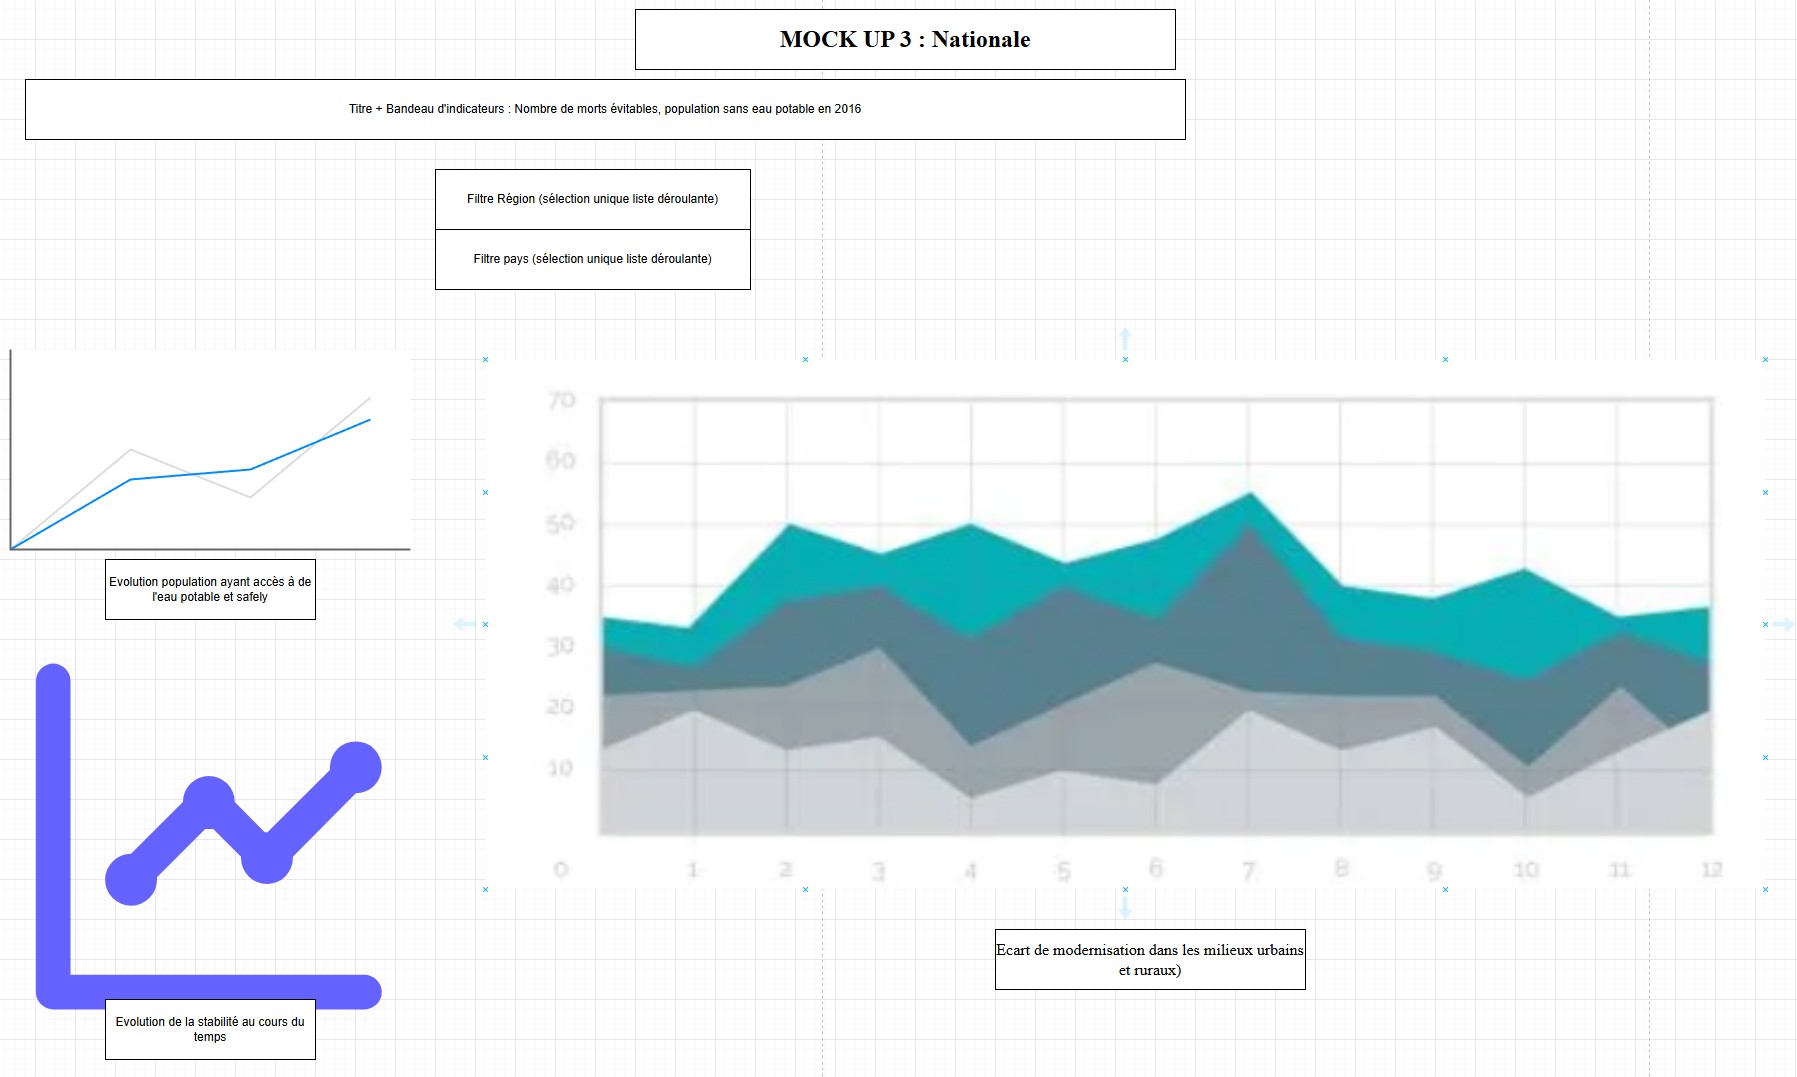 MOCK UP 3 : Nationale
Titre + Bandeau d'indicateurs : Nombre de morts évitables, population sans eau potable en 2016
Filtre Région (sélection unique liste déroulante)
Filtre pays (sélection unique liste déroulante)
Evolution population ayant accès à de
l'eau potable et safely
70
60
50
40
30
20
10
0 1 2 3 4 5 6 7 8 9 10 11 12
Ecart de modernisation dans les milieux urbains
et ruraux)
Evolution de la stabilité au cours du
temps